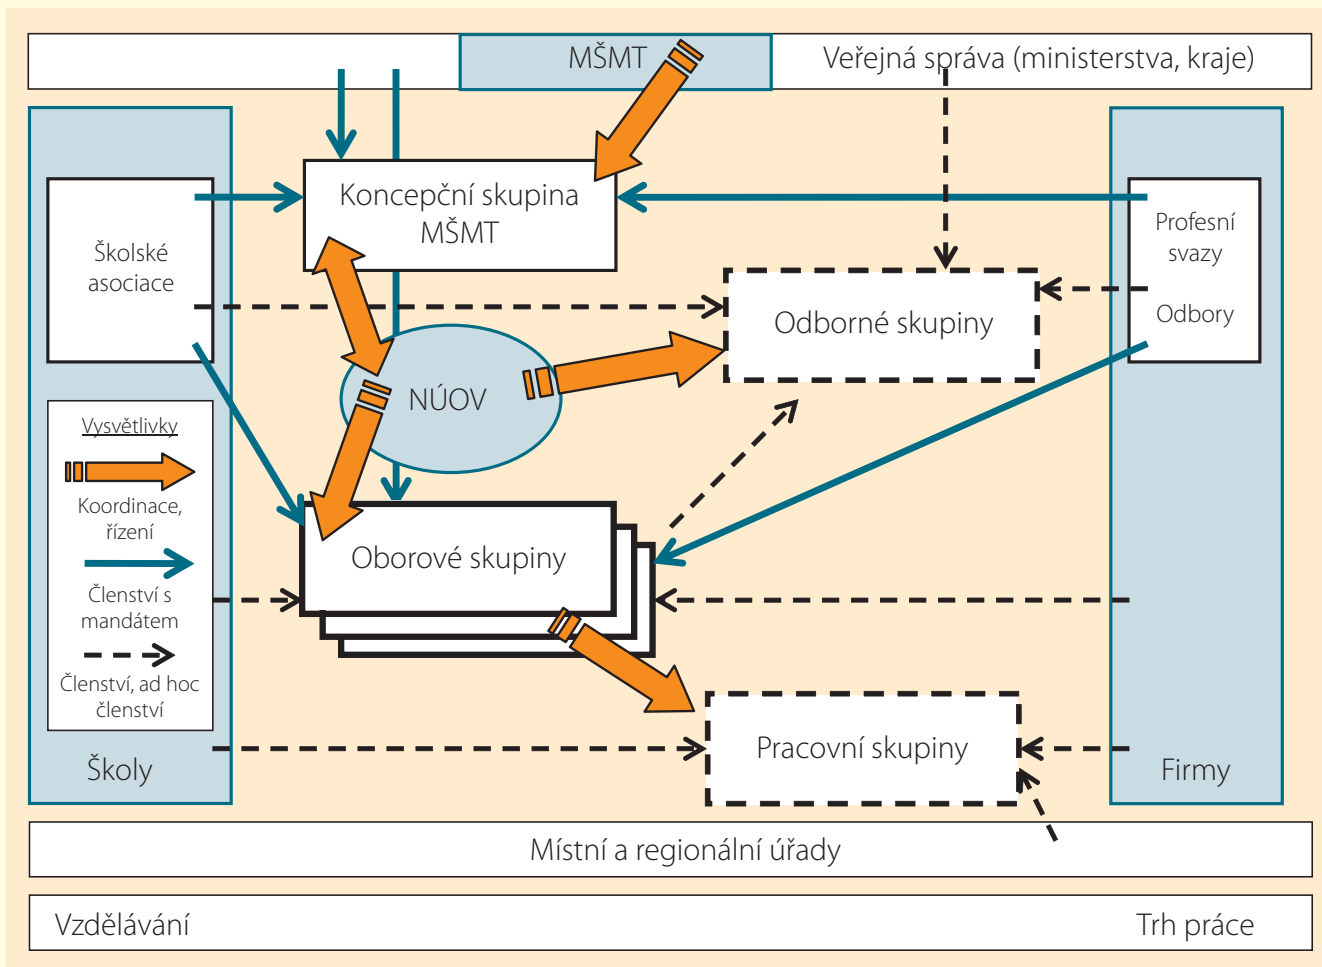 MŠMT
Veřejná správa (ministerstva, kraje)
Koncepční skupina
MŠMT
Školské
asociace
Profesní
svazy
Odbory
Odborné skupiny
NÚOV
Vysvětlivky
Koordinace,
řízení
Členství s
mandátem
Členství, ad hoc
členství
Oborové skupiny
Pracovní skupiny
Školy
Firmy
Místní a regionální úřady
Vzdělávání
Trh práce